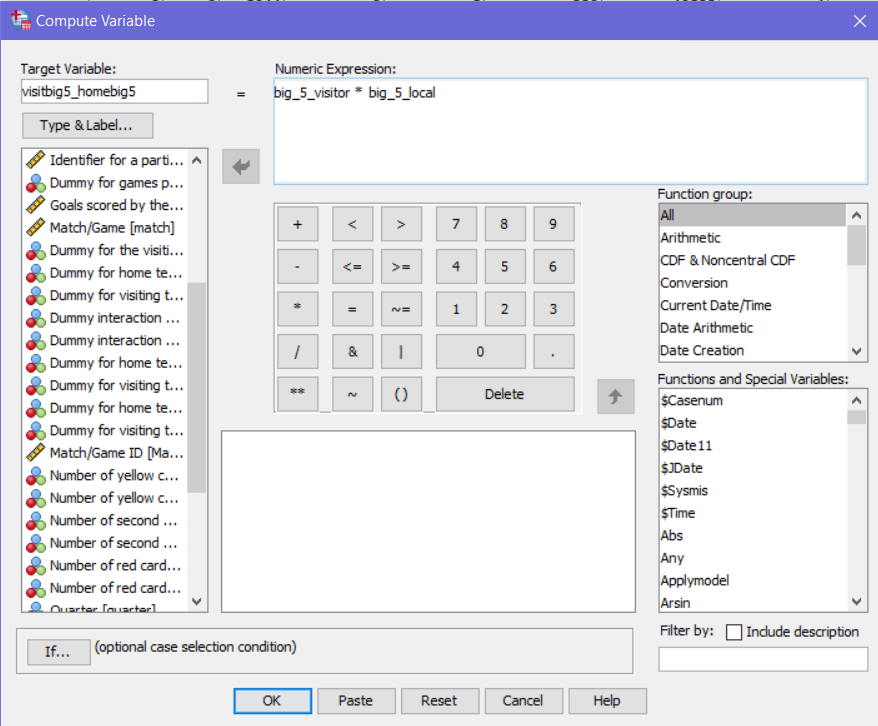 Compute Variable
Target Variable:
visitbig5_homebig5
=
Numeric Expression:
big_5_visitor * big_5_local
Type & Label...
Identifier for a parti...
Dummy for games p...
Goals scored by the...
Match/Game [match]
Dummy for the visiti...
Dummy for home te...
Dummy for visiting t...
Dummy interaction ...
Dummy interaction ...
Dummy for home te...
Dummy for visiting t...
Dummy for home te...
Dummy for visiting t...
Match/Game ID [Ma...
Number of yellow c...
Number of yellow c...
Number of second ...
Number of second ...
Number of red card...
Number of red card...
Quarter [quarter]
+ < > 7 8 9
- <= >= 4 5 6
* = ~= 1 2 3
/ & | 0 .
** ~ () Delete
Function group:
All
Arithmetic
CDF & Noncentral CDF
Conversion
Current Date/Time
Date Arithmetic
Date Creation
Functions and Special Variables:
$Casenum
$Date
$Date11
$JDate
$Sysmis
$Time
Abs
Any
Applymodel
Arsin
Filter by: Include description
If... (optional case selection condition)
OK Paste Reset Cancel Help